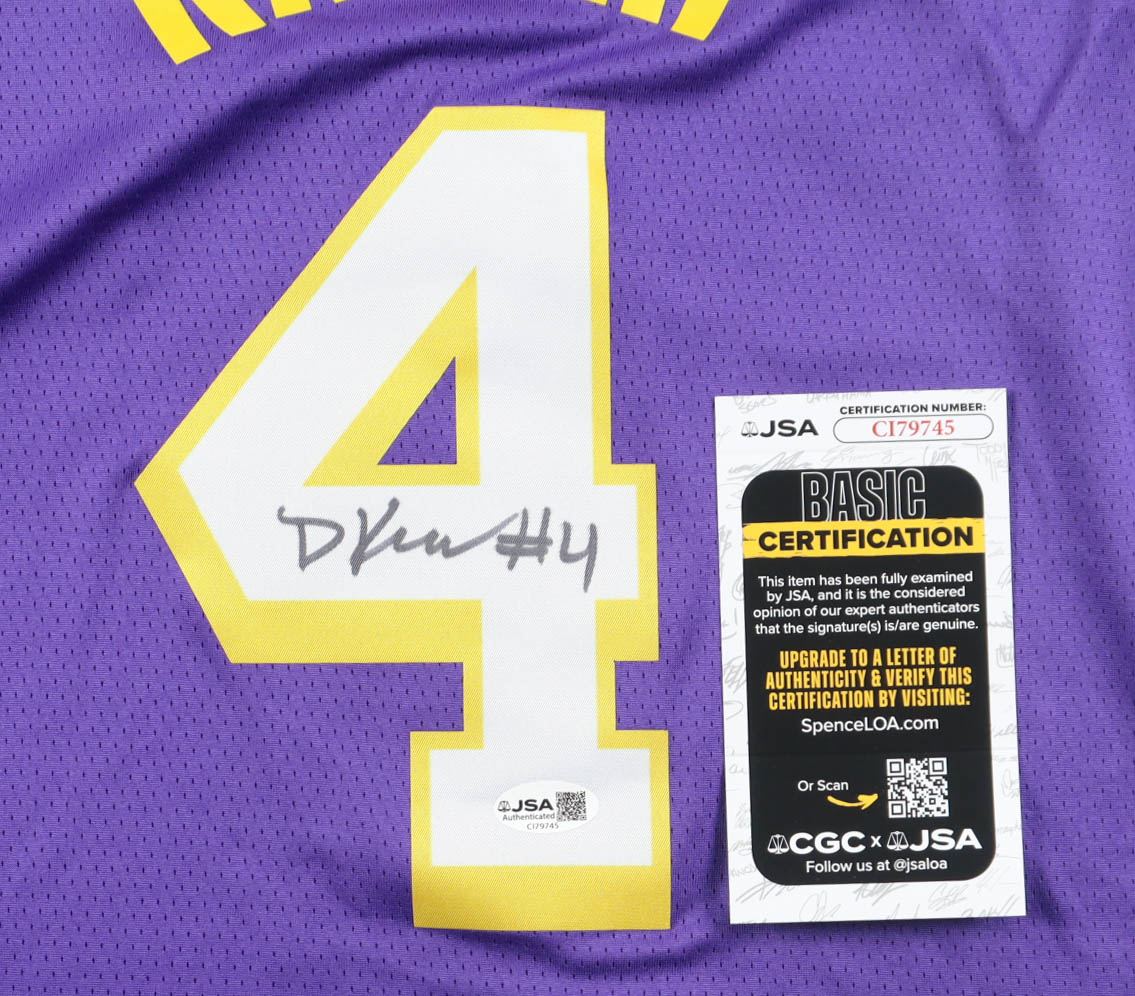 4
D K #4
JSA
Authenticated
CI79745
JSA
CERTIFICATION NUMBER:
CI79745
BASIC
CERTIFICATION
This item has been fully examined
by JSA, and it is the considered
opinion of our expert authenticators
that the signature(s) is/are genuine.
UPGRADE TO A LETTER OF
AUTHENTICITY & VERIFY THIS
CERTIFICATION BY VISITING:
SpenceLOA.com
Or Scan
CGC x JSA
Follow us at @jsaloa